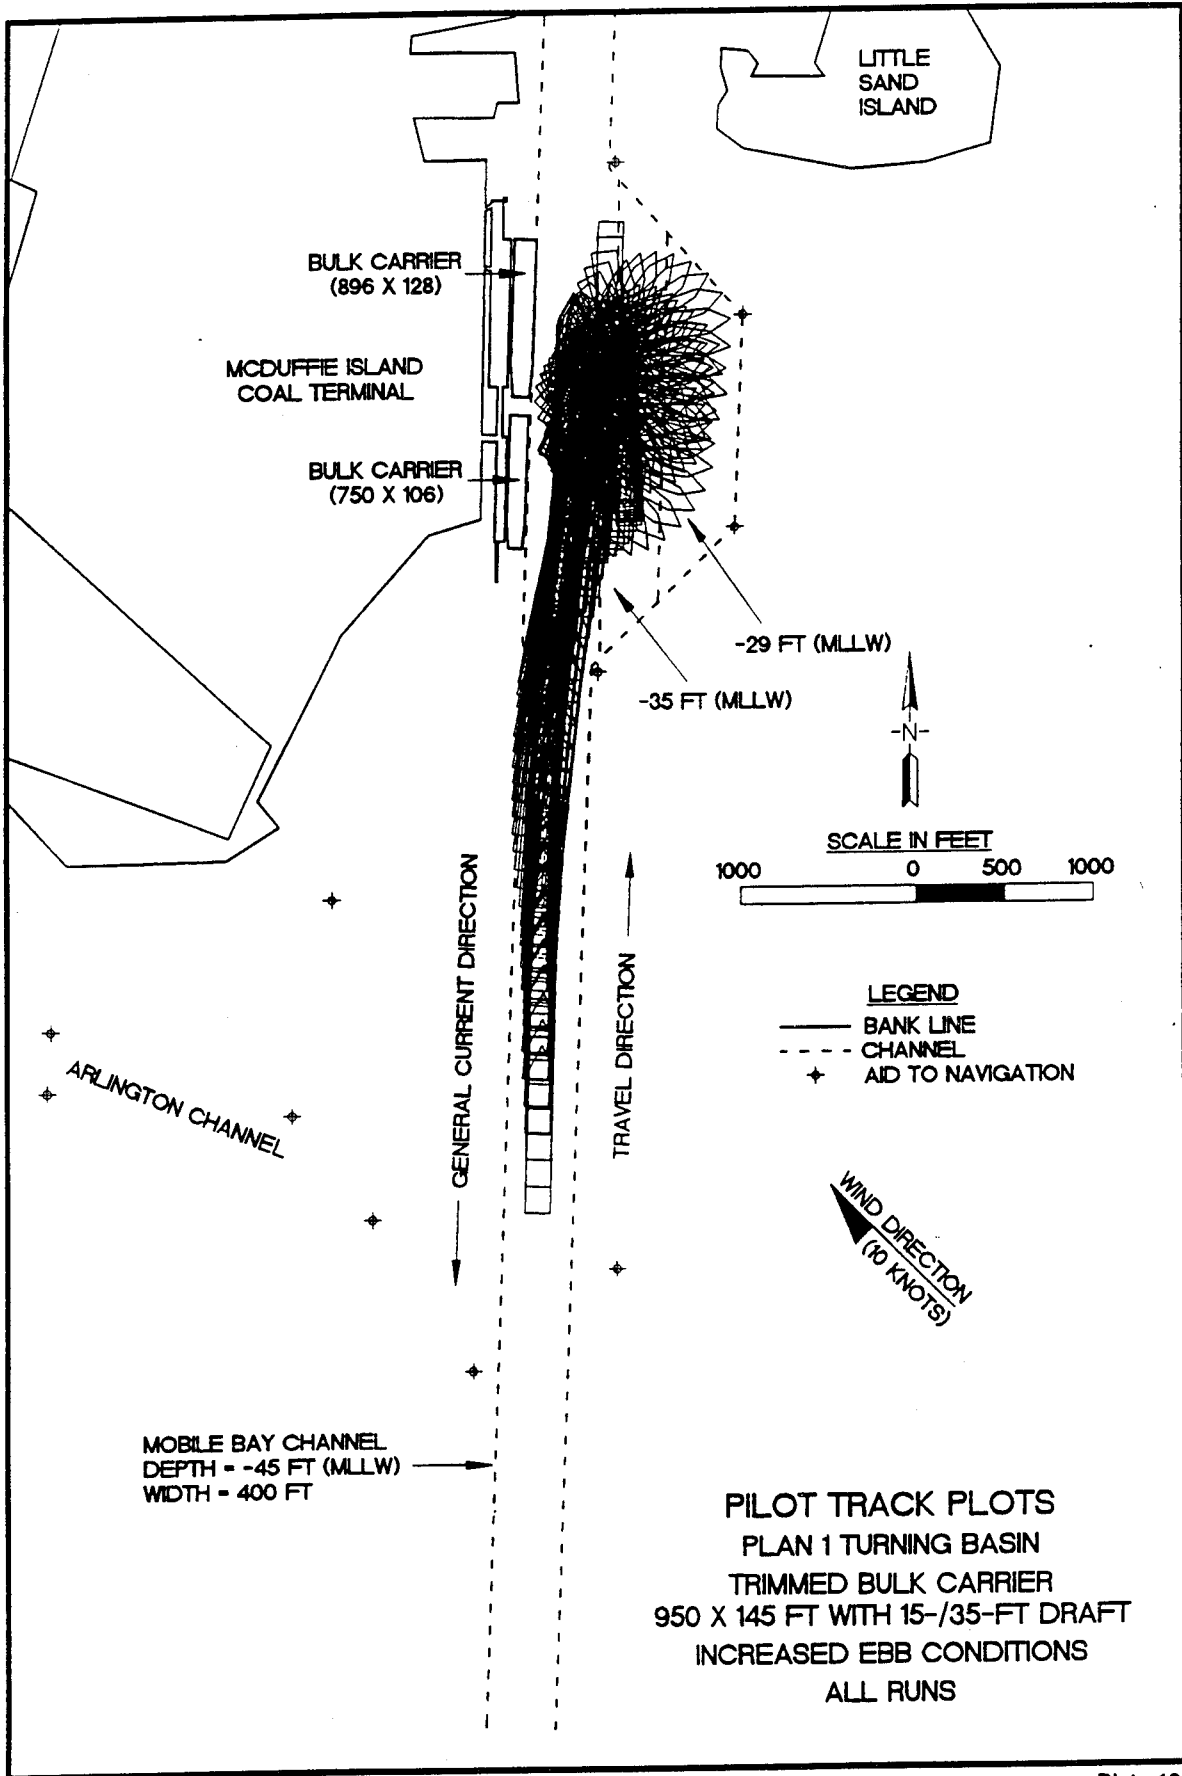 LITTLE
SAND
ISLAND
BULK CARRIER
(896 X 128)
MCDUFFIE ISLAND
COAL TERMINAL
BULK CARRIER
(750 X 106)
-29 FT (MLLW)
-35 FT (MLLW)
-N-
SCALE IN FEET
1000 0 500 1000
GENERAL CURRENT DIRECTION
TRAVEL DIRECTION
LEGEND
BANK LINE
CHANNEL
AID TO NAVIGATION
ARLINGTON CHANNEL
WIND DIRECTION
(10 KNOTS)
MOBILE BAY CHANNEL
DEPTH = -45 FT (MLLW)
WIDTH = 400 FT
PILOT TRACK PLOTS
PLAN 1 TURNING BASIN
TRIMMED BULK CARRIER
950 X 145 FT WITH 15-/35-FT DRAFT
INCREASED EBB CONDITIONS
ALL RUNS